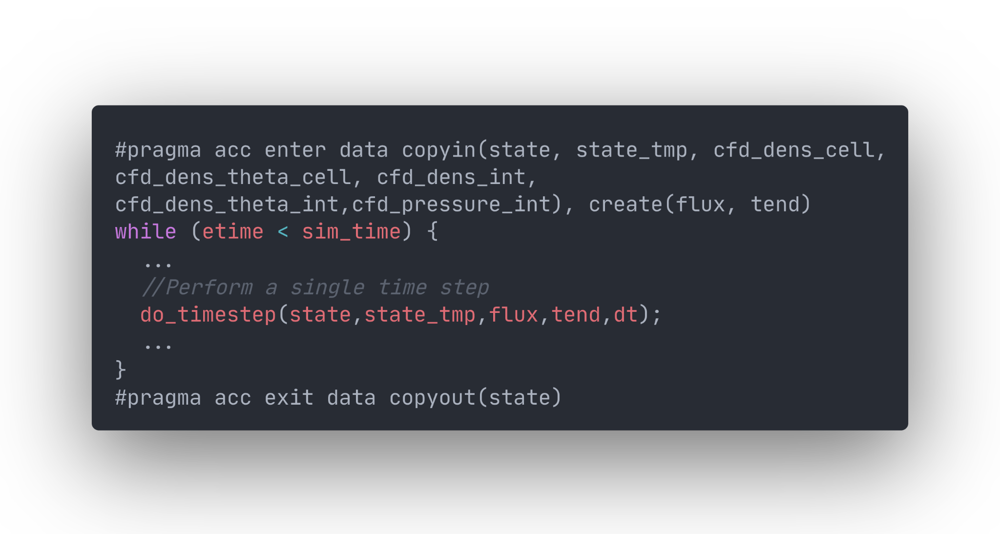 #pragma acc enter data copyin(state, state_tmp, cfd_dens_cell,
cfd_dens_theta_cell, cfd_dens_int,
cfd_dens_theta_int,cfd_pressure_int), create(flux, tend)
while (etime < sim_time) {
...
//Perform a single time step
do_timestep(state,state_tmp,flux,tend,dt);
...
}
#pragma acc exit data copyout(state)